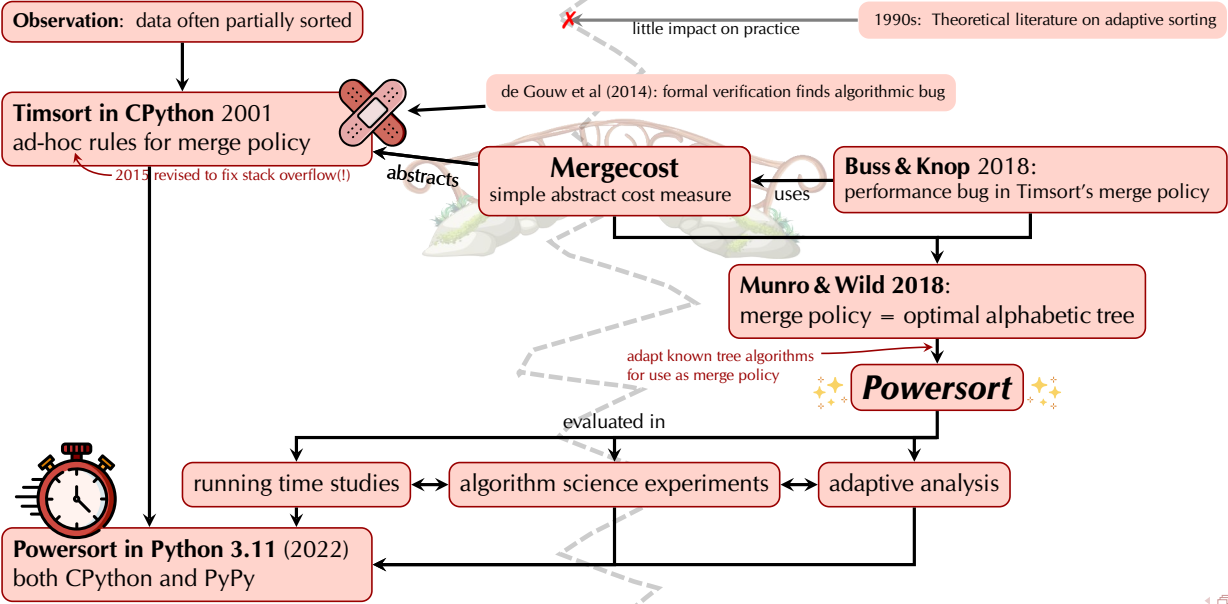 Observation: data often partially sorted
1990s: Theoretical literature on adaptive sorting
little impact on practice
de Gouw et al (2014): formal verification finds algorithmic bug
Timsort in CPython 2001
ad-hoc rules for merge policy
2015 revised to fix stack overflow(!)
abstracts
Mergecost
simple abstract cost measure
uses
Buss & Knop 2018:
performance bug in Timsort's merge policy
Munro & Wild 2018:
merge policy = optimal alphabetic tree
adapt known tree algorithms
for use as merge policy
Powersort
evaluated in
running time studies
algorithm science experiments
adaptive analysis
Powersort in Python 3.11 (2022)
both CPython and PyPy